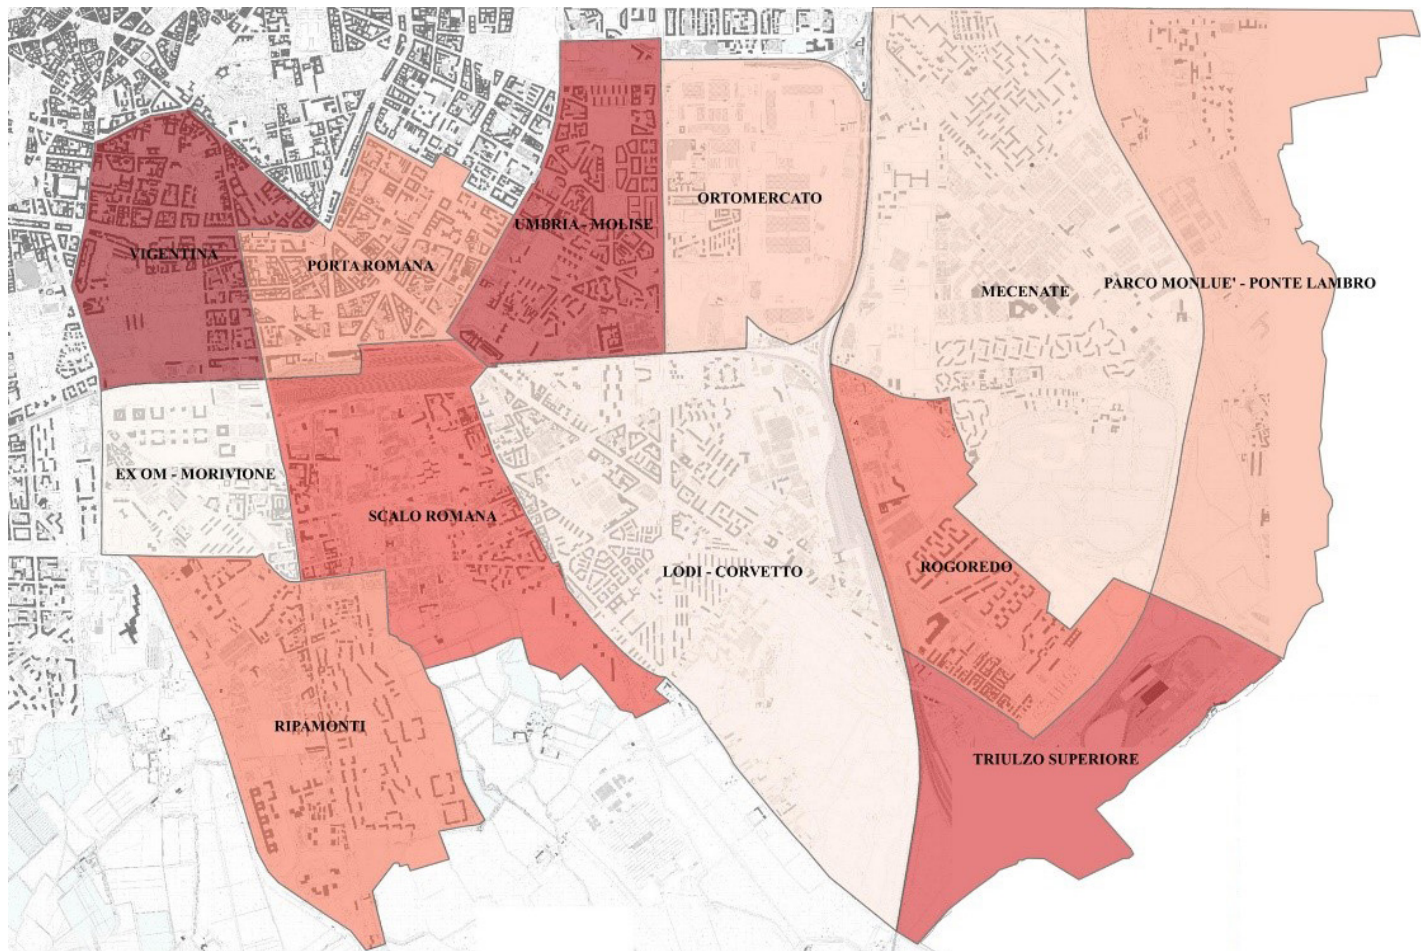 ORTOMERCATO
UMBRIA - MOLISE
VIGENTINA
PORTA ROMANA
MECENATE
PARCO MONLUE' - PONTE LAMBRO
EX OM - MORIVIONE
SCALO ROMANA
LODI - CORVETTO
ROGOREDO
RIPAMONTI
TRIULZO SUPERIORE